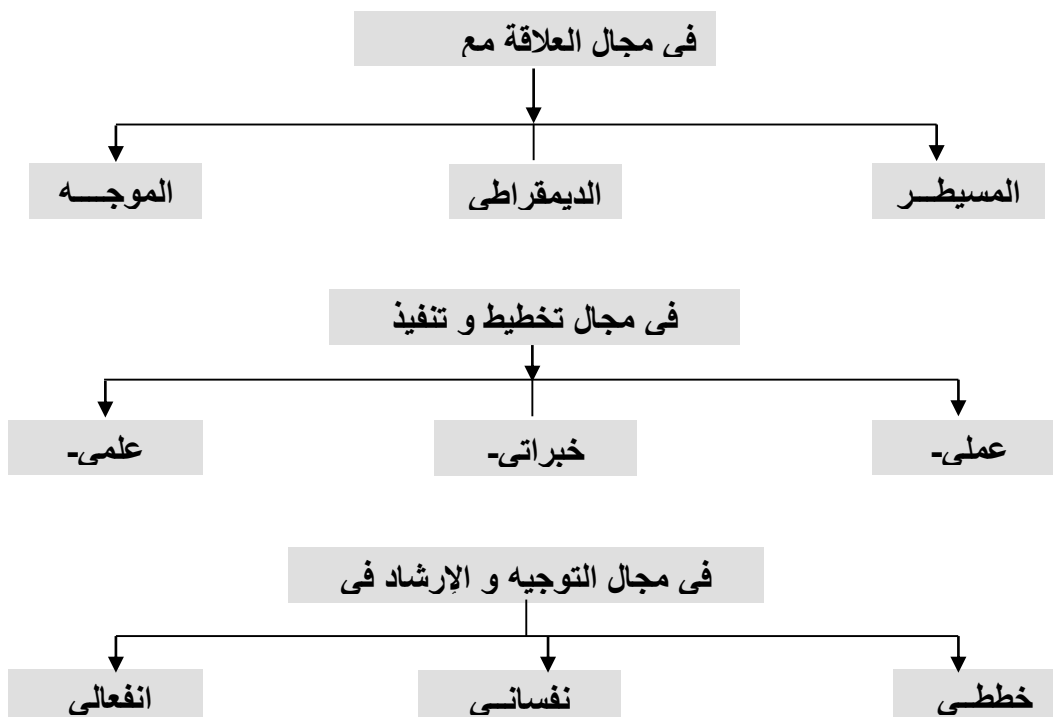 فى مجال العلاقة مع
المسيطــر الديمقراطى الموجــــه
فى مجال تخطيط و تنفيذ
عملى- خبراتى- علمى-
فى مجال التوجيه و الإرشاد فى
خططــى نفسانــى انفعالى